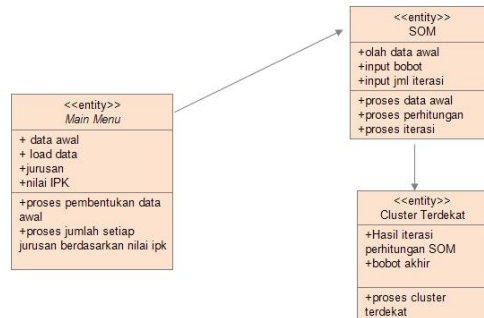 <<entity>>
SOM
+olah data awal
+input bobot
+input jml iterasi
+proses data awal
+proses perhitungan
+proses iterasi
<<entity>>
Main Menu
+ data awal
+ load data
+jurusan
+nilai IPK
+proses pembentukan data
awal
+proses jumlah setiap
jurusan berdasarkan nilai ipk
<<entity>>
Cluster Terdekat
+Hasil iterasi
perhitungan SOM
+bobot akhir
+proses cluster
terdekat